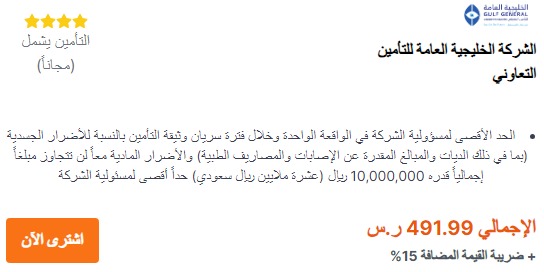 الخليجية العامة
GULF GENERAL
الشركة الخليجية العامة للتأمين
التعاوني
التأمين يشمل
(مجاناً)
• الحد الأقصى لمسؤولية الشركة في الواقعة الواحدة وخلال فترة سريان وثيقة التأمين بالنسبة للأضرار الجسدية
(بما في ذلك الديات والمبالغ المقدرة عن الإصابات والمصاريف الطبية) والأضرار المادية معاً لن تتجاوز مبلغاً
إجمالياً قدره 10,000,000 ريال (عشرة ملايين ريال سعودي) حداً أقصى لمسئولية الشركة
الإجمالي 491.99 ر.س
+ ضريبة القيمة المضافة 15%
اشترى الآن